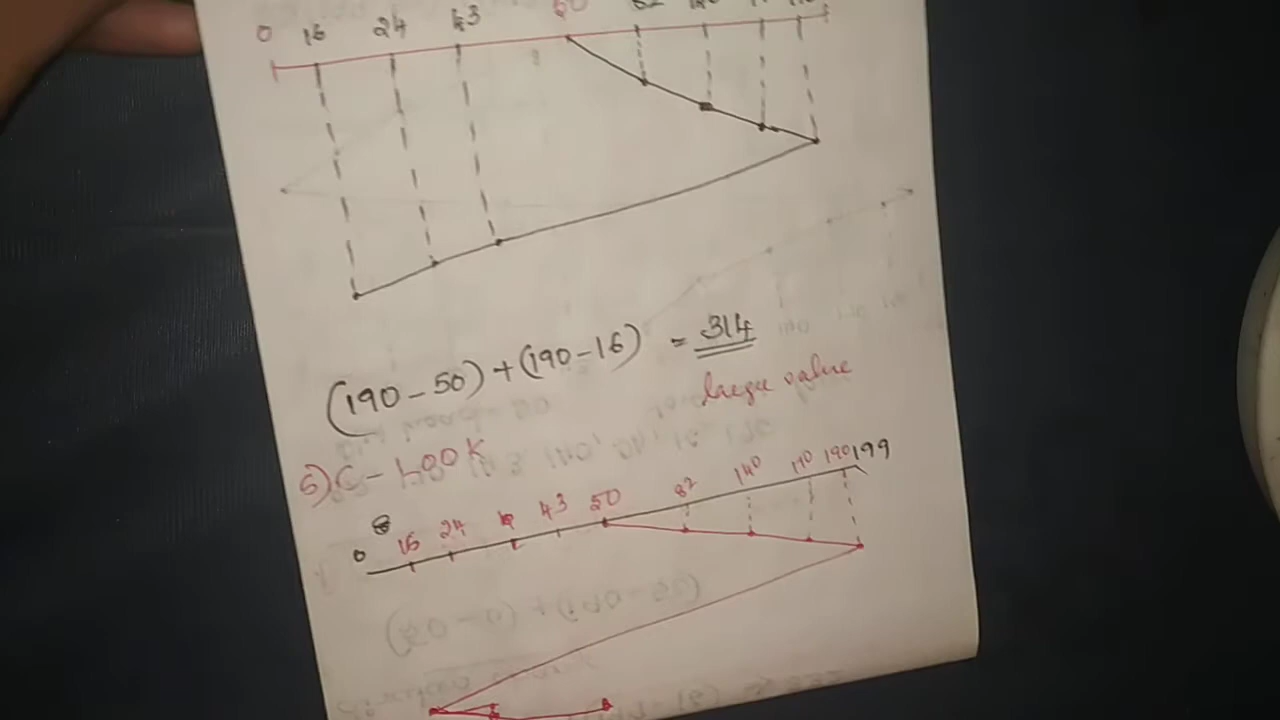 0 16 24 43 50
(190-50)+(190-16) = 314
large value
5) C-LOOK
0 16 24 43 50 82 140 170 190 199